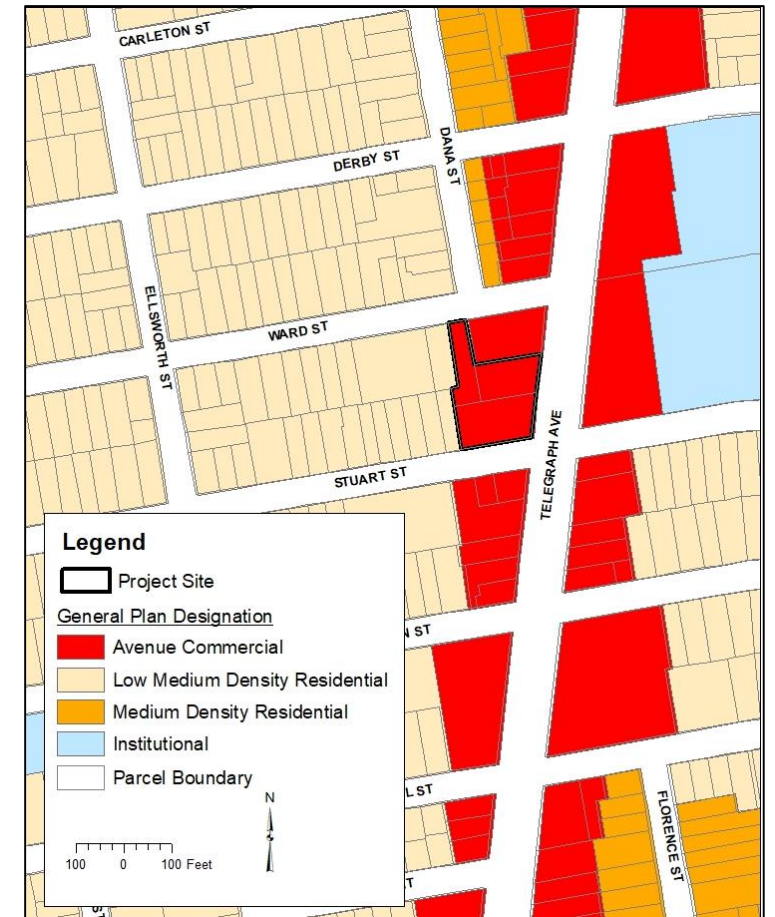 CARLETON ST
DERBY ST
DANA ST
ELLSWORTH ST
WARD ST
TELEGRAPH AVE
STUART ST
Legend
Project Site
General Plan Designation
Avenue Commercial
Low Medium Density Residential
Medium Density Residential
Institutional
Parcel Boundary
N
100 0 100 Feet
N ST
L ST
ST
FLORENCE ST
ST